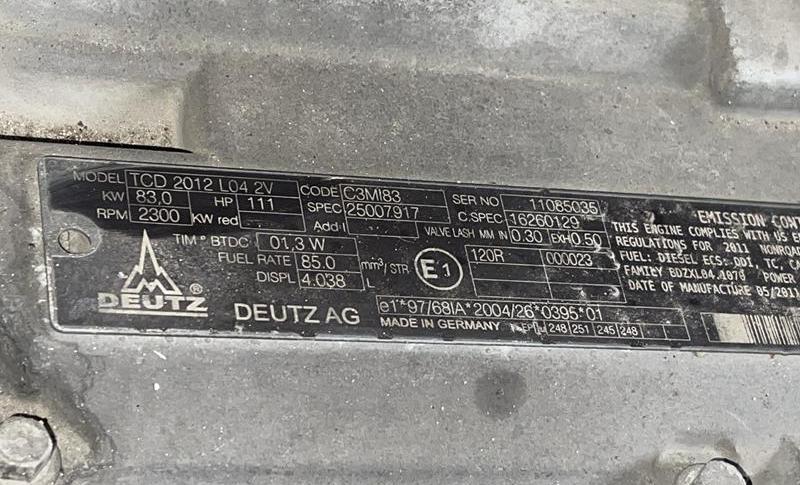 MODEL TCD 2012 L04 2V CODE C3MI83 SER NO 11085035
KW 83,0 HP 111 SPEC 25007917 C.SPEC 16260129
RPM 2300 KW red Add-I VALVE LASH MM IN 0.30 EXH 0.50
TIM ° BTDC 01,3 W 120R 000023
FUEL RATE 85.0 mm³/STR.
DISPL 4.038 L
E1
DEUTZ ®
DEUTZ AG
e1*97/68IA*2004/26*0395*01
MADE IN GERMANY 248 251 245 248
EMISSION CONT
THIS ENGINE COMPLIES WITH
REGULATIONS FOR 2011 NONROAD
FUEL: DIESEL ECS: DDI, TC, CA
FAMILY BDZXL04.1070 POWER
DATE OF MANUFACTURE 05/2011